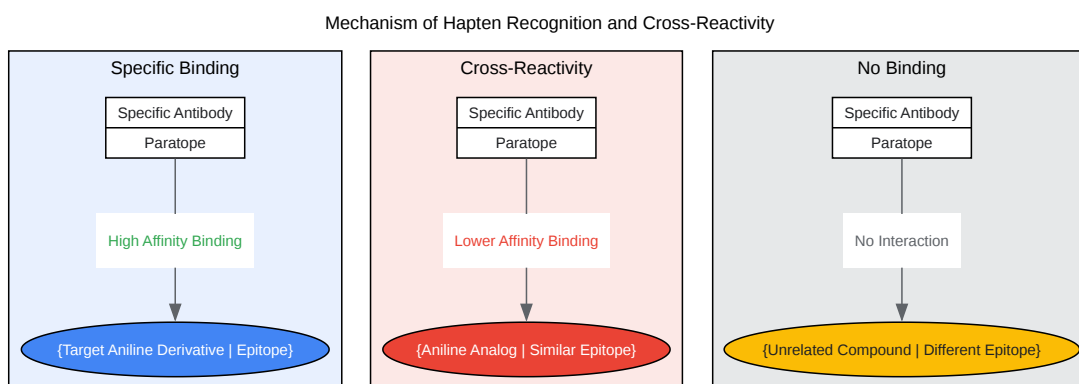 Mechanism of Hapten Recognition and Cross-Reactivity
Specific Binding
Specific Antibody
Paratope
High Affinity Binding
{Target Aniline Derivative | Epitope}
Cross-Reactivity
Specific Antibody
Paratope
Lower Affinity Binding
{Aniline Analog | Similar Epitope}
No Binding
Specific Antibody
Paratope
No Interaction
{Unrelated Compound | Different Epitope}